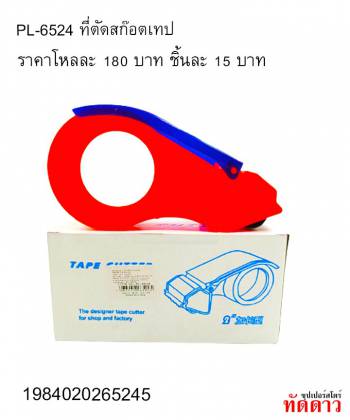 PL-6524 ที่ตัดสก๊อตเทป
ราคาโหลละ 180 บาท ชิ้นละ 15 บาท
TAPE CUTTER
The designer tape cutter
for shop and factory
1984020265245
ซุปเปอร์สโตร์
ทัดดาว